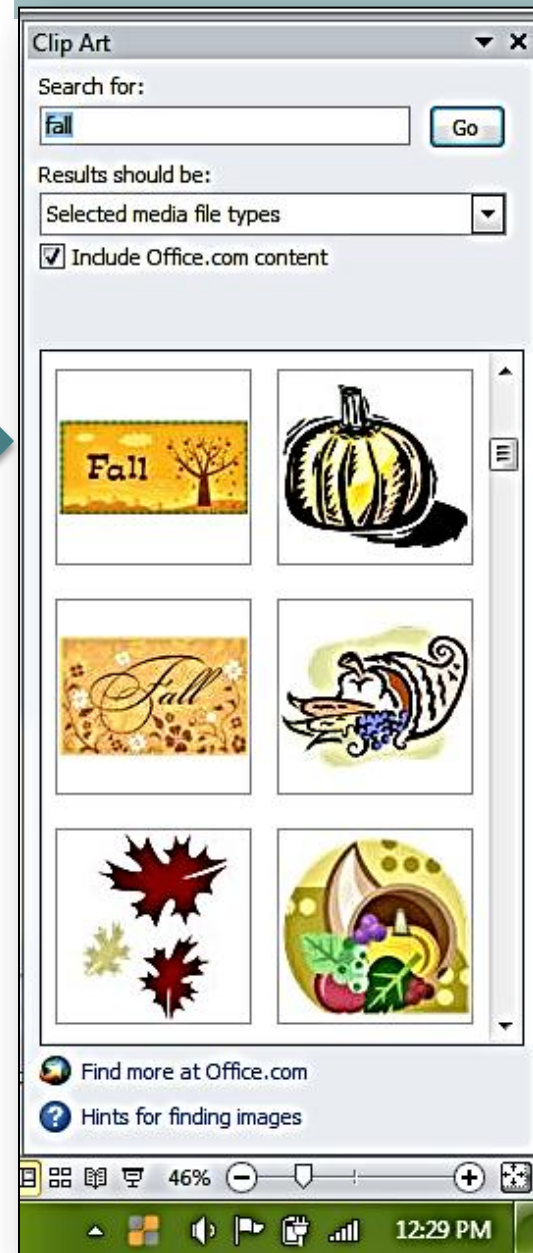 Clip Art
Search for:
fall
Go
Results should be:
Selected media file types
Include Office.com content
Fall
Fall
Find more at Office.com
Hints for finding images
46%
12:29 PM